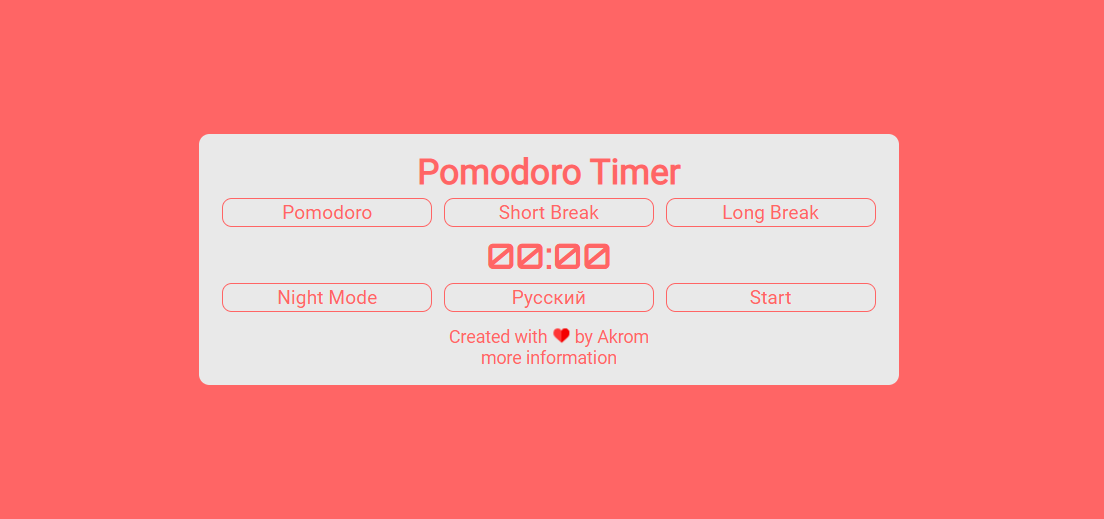 Pomodoro Timer
Pomodoro Short Break Long Break
00:00
Night Mode Русский Start
Created with ❤ by Akrom
more information